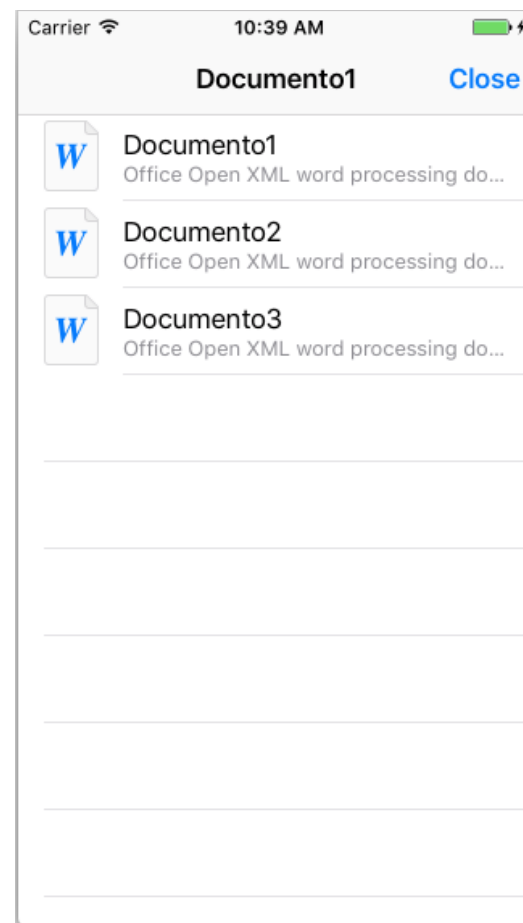 Carrier 10:39 AM
Documento1 Close
W Documento1
Office Open XML word processing do...
W Documento2
Office Open XML word processing do...
W Documento3
Office Open XML word processing do...